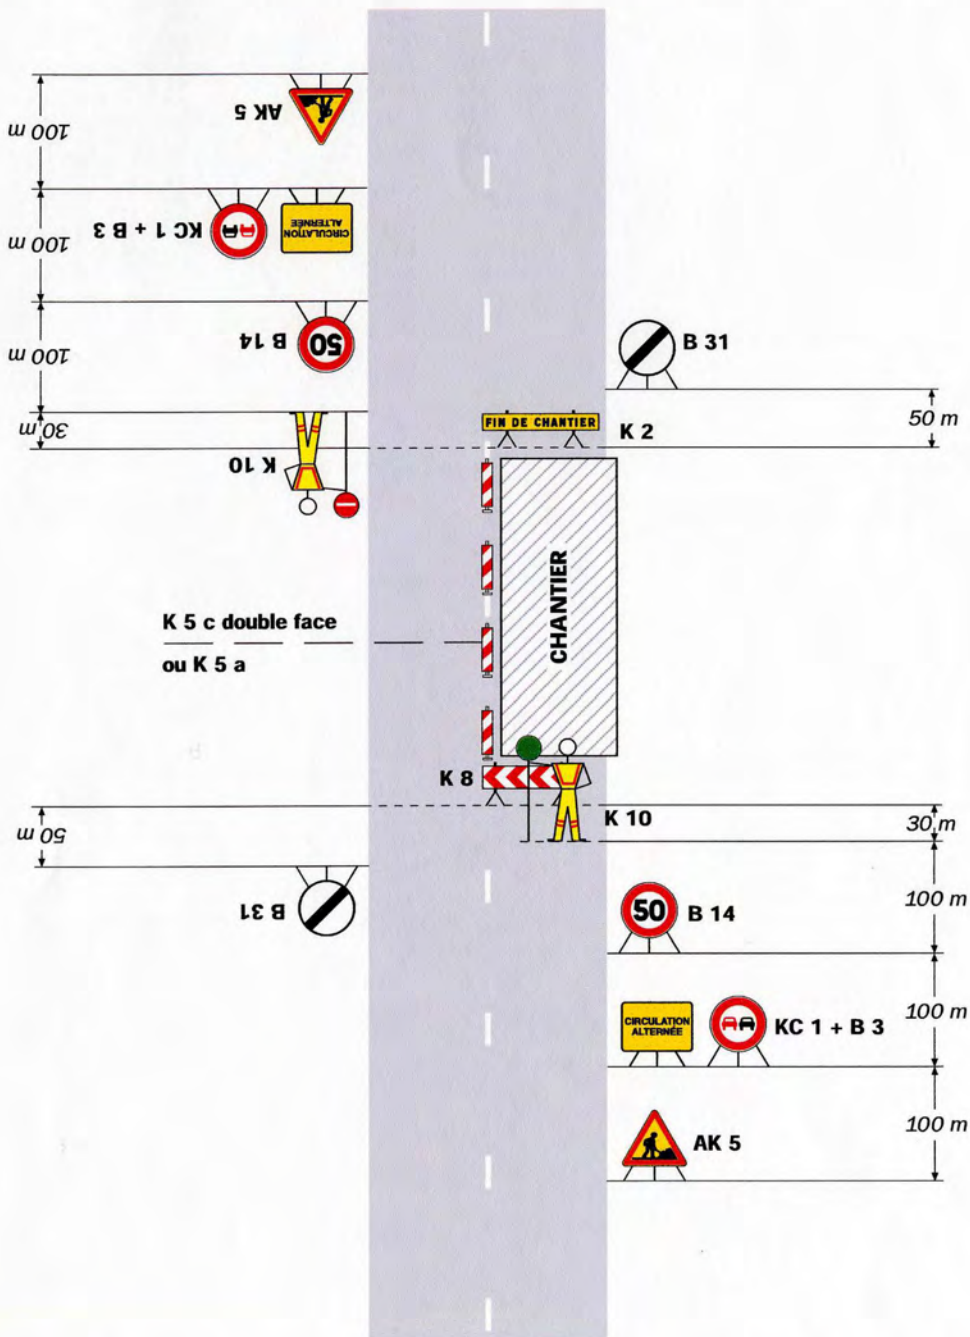 AK 5
100 m
CIRCULATION
ALTERNÉE
KC 1 + B 3
100 m
50
B 14
100 m
B 31
50 m
FIN DE CHANTIER
K 2
30 m
K 10
CHANTIER
K 5 c double face
ou K 5 a
K 8
K 10
30 m
50 m
B 31
50
B 14
100 m
CIRCULATION
ALTERNÉE
KC 1 + B 3
100 m
AK 5
100 m